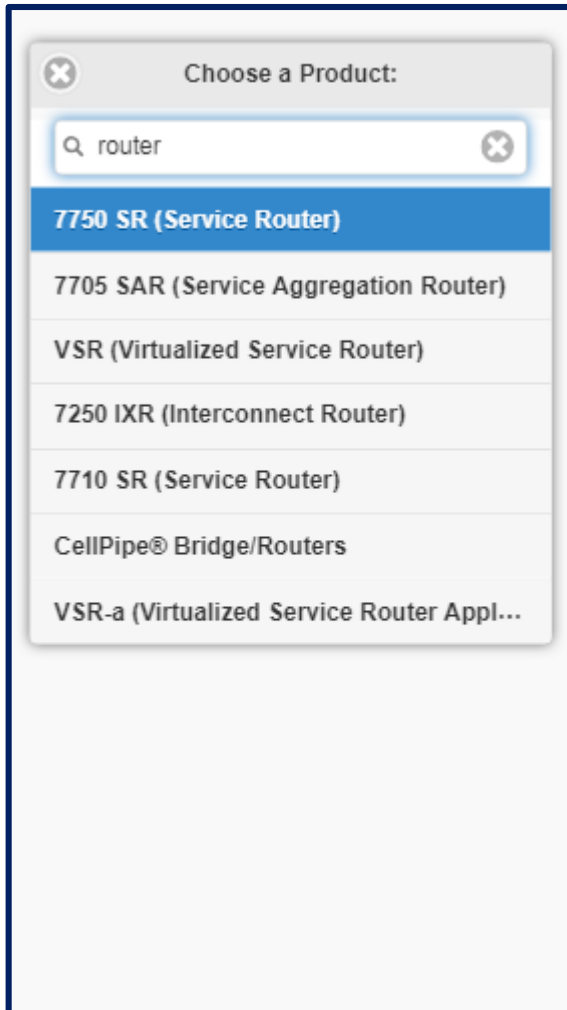 Choose a Product:
router
7750 SR (Service Router)
7705 SAR (Service Aggregation Router)
VSR (Virtualized Service Router)
7250 IXR (Interconnect Router)
7710 SR (Service Router)
CellPipe® Bridge/Routers
VSR-a (Virtualized Service Router Appl...